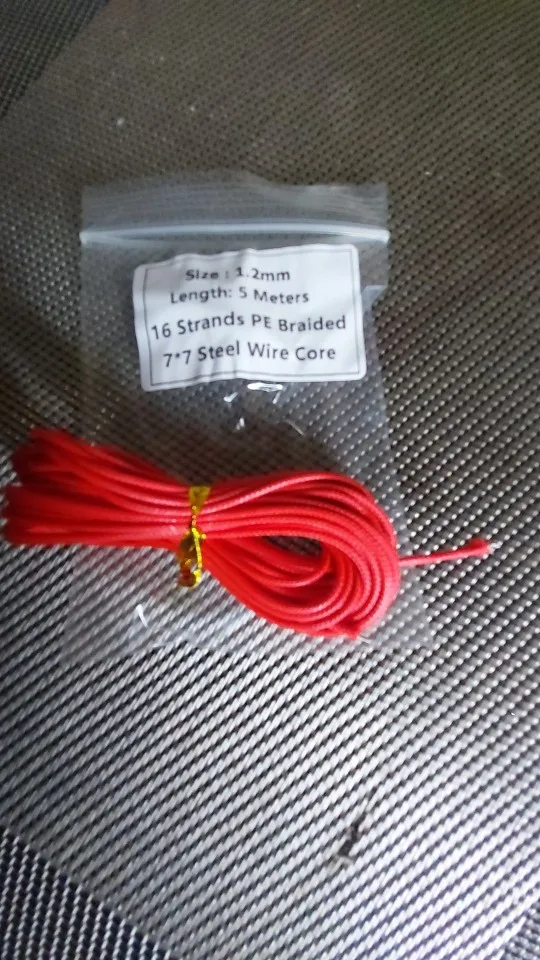 Size : 1.2mm
Length: 5 Meters
16 Strands PE Braided
7*7 Steel Wire Core